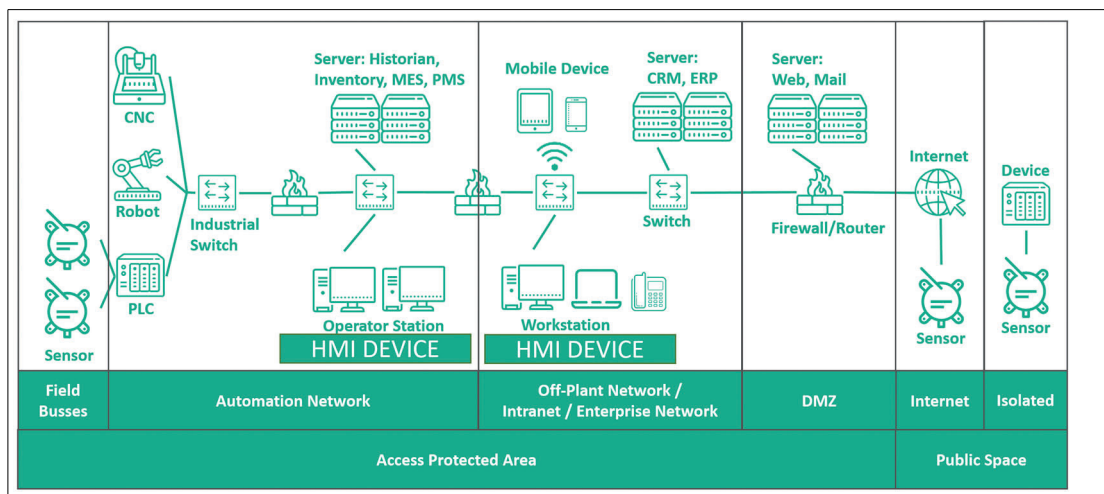 Server: Historian,
Inventory, MES, PMS
Mobile Device
Server:
CRM, ERP
Server:
Web, Mail
CNC
Internet
Device
Robot
Industrial
Switch
Switch
Firewall/Router
PLC
Sensor
Operator Station
HMI DEVICE
Workstation
HMI DEVICE
Sensor
Sensor
Field
Busses
Automation Network
Off-Plant Network /
Intranet / Enterprise Network
DMZ
Internet
Isolated
Access Protected Area
Public Space